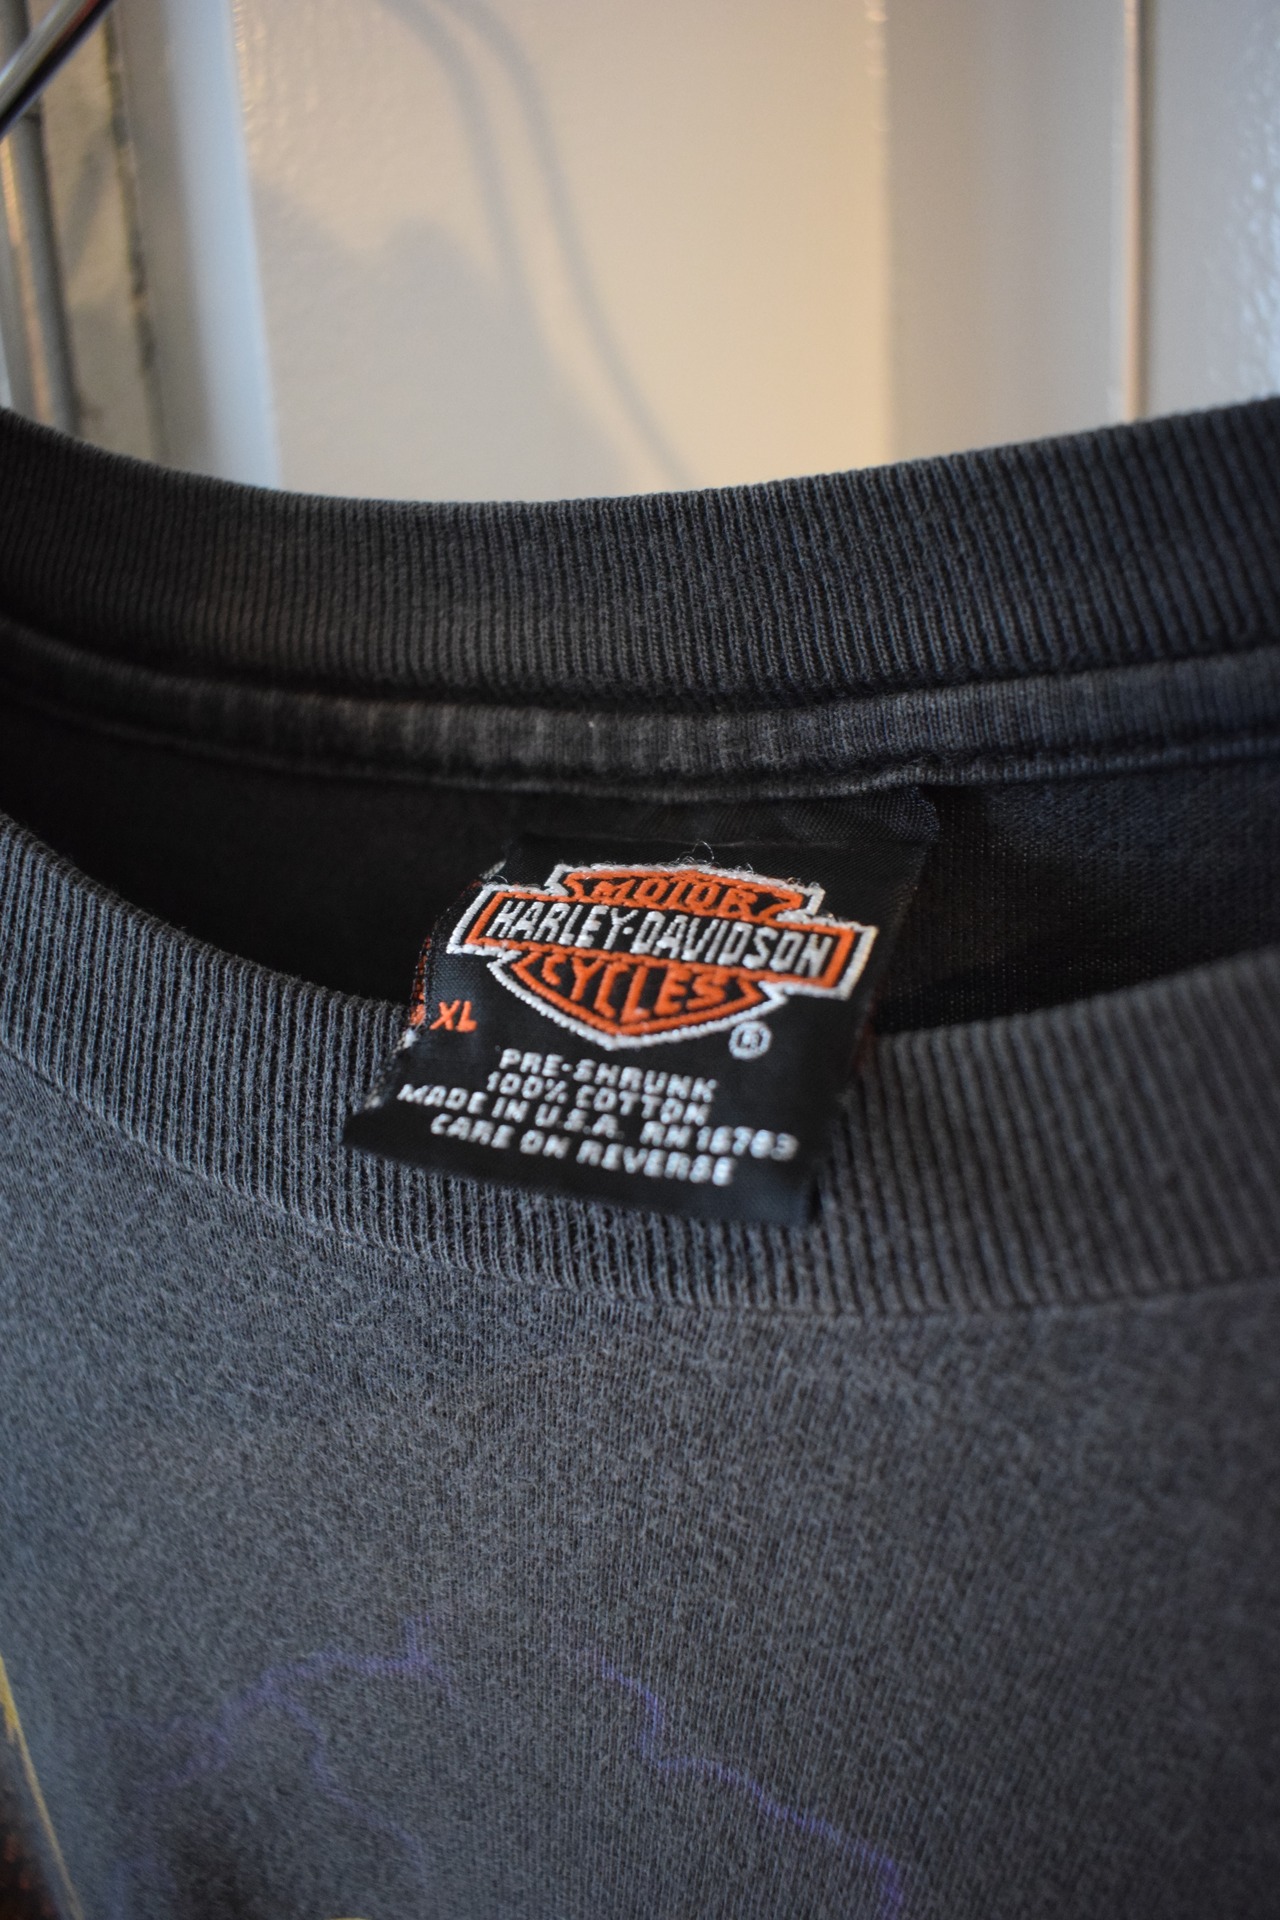 MOTOR
HARLEY-DAVIDSON
CYCLES
®
XL
PRE-SHRUNK
100% COTTON
MADE IN U.S.A. RN 16783
CARE ON REVERSE